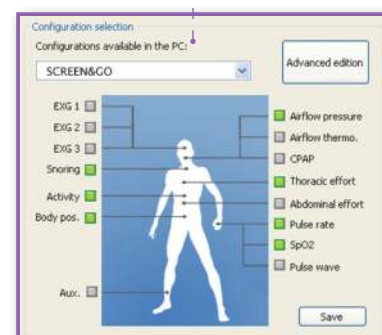 Configuration selection
Configurations available in the PC:
SCREEN&GO
Advanced edition
EXG 1
EXG 2
EXG 3
Snoring
Activity
Body pos.
Aux.
Airflow pressure
Airflow thermo.
CPAP
Thoracic effort
Abdominal effort
Pulse rate
SpO2
Pulse wave
Save